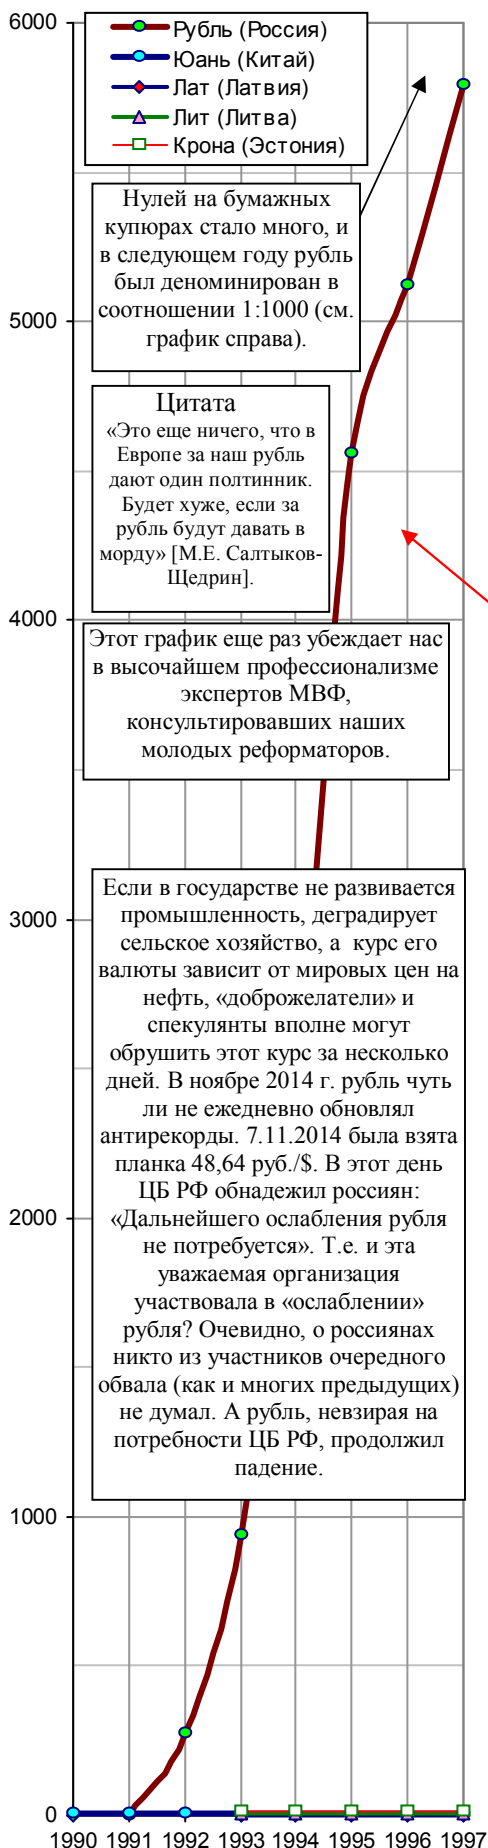 6000
Рубль (Россия)
Юань (Китай)
Лат (Латвия)
Лит (Литва)
Крона (Эстония)
Нулей на бумажных
купюрах стало много, и
в следующем году рубль
был деноминирован в
соотношении 1:1000 (см.
график справа).
5000
Цитата
«Это еще ничего, что в
Европе за наш рубль
дают один полтинник.
Будет хуже, если за
рубль будут давать в
морду» [М.Е. Салтыков-
Щедрин].
4000
Этот график еще раз убеждает нас
в высочайшем профессионализме
экспертов МВФ,
консультировавших наших
молодых реформаторов.
3000
Если в государстве не развивается
промышленность, деградирует
сельское хозяйство, а курс его
валюты зависит от мировых цен на
нефть, «доброжелатели» и
спекулянты вполне могут
обрушить этот курс за несколько
дней. В ноябре 2014 г. рубль чуть
ли не ежедневно обновлял
антирекорды. 7.11.2014 была взята
планка 48,64 руб./$. В этот день
ЦБ РФ обнадежил россиян:
«Дальнейшего ослабления рубля
не потребуется». Т.е. и эта
уважаемая организация
участвовала в «ослаблении»
рубля? Очевидно, о россиянах
никто из участников очередного
обвала (как и многих предыдущих)
не думал. А рубль, невзирая на
потребности ЦБ РФ, продолжил
падение.
2000
1000
0
1990 1991 1992 1993 1994 1995 1996 1997